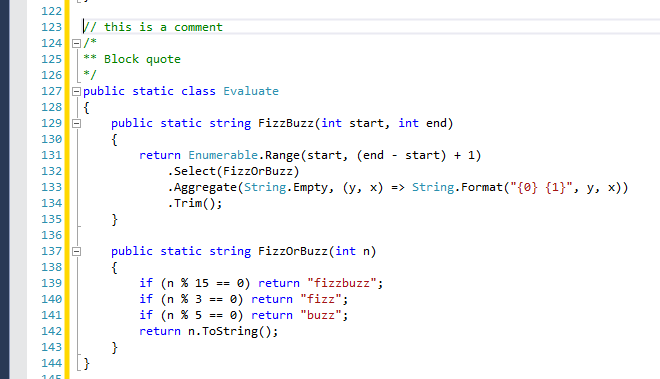 122
123 // this is a comment
124 /*
125 ** Block quote
126 */
127 public static class Evaluate
128 {
129     public static string FizzBuzz(int start, int end)
130     {
131         return Enumerable.Range(start, (end - start) + 1)
132             .Select(FizzOrBuzz)
133             .Aggregate(String.Empty, (y, x) => String.Format("{0} {1}", y, x))
134             .Trim();
135     }
136
137     public static string FizzOrBuzz(int n)
138     {
139         if (n % 15 == 0) return "fizzbuzz";
140         if (n % 3 == 0) return "fizz";
141         if (n % 5 == 0) return "buzz";
142         return n.ToString();
143     }
144 }